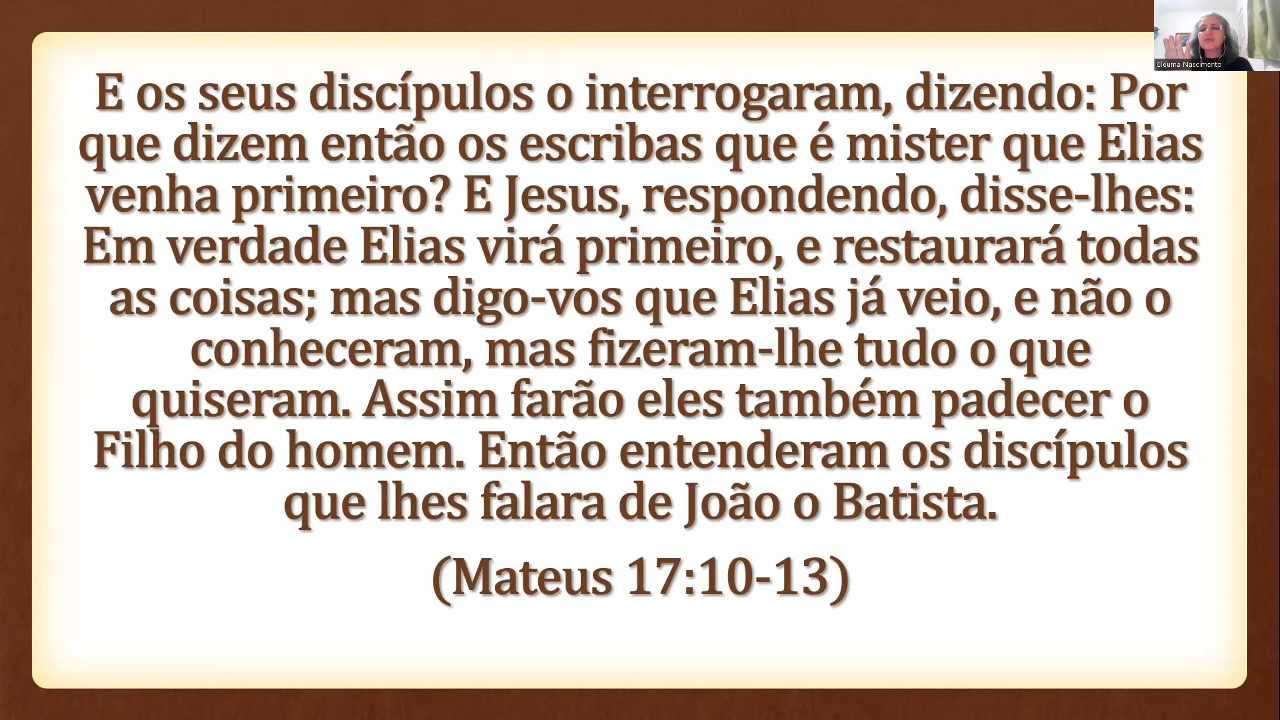 E os seus discípulos o interrogaram, dizendo: Por
que dizem então os escribas que é mister que Elias
venha primeiro? E Jesus, respondendo, disse-lhes:
Em verdade Elias virá primeiro, e restaurará todas
as coisas; mas digo-vos que Elias já veio, e não o
conheceram, mas fizeram-lhe tudo o que
quiseram. Assim farão eles também padecer o
Filho do homem. Então entenderam os discípulos
que lhes falara de João o Batista.
(Mateus 17:10-13)
Cleuma Nascimento